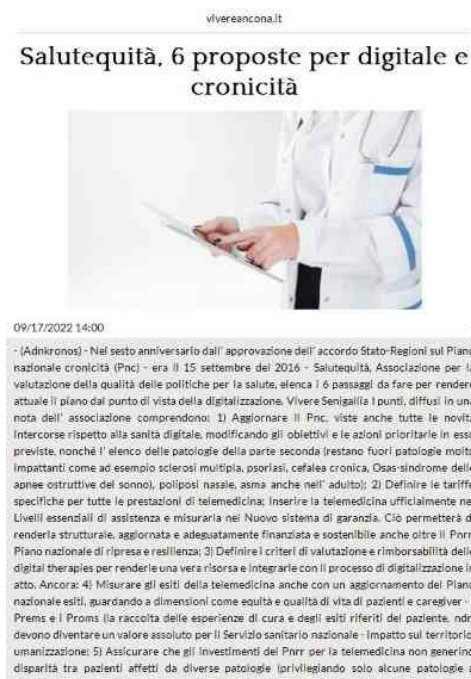 vivereancona.it
Salutequità, 6 proposte per digitale e
cronicità
09/17/2022 14:00
- (Adnkronos) - Nel sesto anniversario dall' approvazione dell' accordo Stato-Regioni sul Piano
nazionale cronicità (Pnc) - era il 15 settembre del 2016 - Salutequità, Associazione per la
valutazione della qualità delle politiche per la salute, elenca i 6 passaggi da fare per rendere
attuale il piano dal punto di vista della digitalizzazione. Vivere Senigallia I punti, diffusi in una
nota dell' associazione comprendono: 1) Aggiornare il Pnc, viste anche tutte le novità
intercorse rispetto alla sanità digitale, modificando gli obiettivi e le azioni prioritarie in esso
previste, nonché l' elenco delle patologie della parte seconda (restano fuori patologie molto
impattanti come ad esempio sclerosi multipla, psoriasi, cefalea cronica, Osas-sindrome delle
apnee ostruttive del sonno), poliposi nasale, asma anche nell' adulto); 2) Definire le tariffe
specifiche per tutte le prestazioni di telemedicina; inserire la telemedicina ufficialmente nei
Livelli essenziali di assistenza e misurarla nel Nuovo sistema di garanzia. Ciò permetterà di
renderla strutturale, aggiornata e adeguatamente finanziata e sostenibile anche oltre il Pnrr-
Piano nazionale di ripresa e resilienza; 3) Definire i criteri di valutazione e rimborsabilità delle
digital therapies per renderle una vera risorsa e integrarle con il processo di digitalizzazione in
atto. Ancora: 4) Misurare gli esiti della telemedicina anche con un aggiornamento del Piano
nazionale esiti, guardando a dimensioni come equità e qualità di vita di pazienti e caregiver - i
Prems e i Proms (la raccolta delle esperienze di cura e degli esiti riferiti del paziente, ndr)
devono diventare un valore assoluto per il Servizio sanitario nazionale - impatto sul territorio,
umanizzazione; 5) Assicurare che gli investimenti del Pnrr per la telemedicina non generino
disparità tra pazienti affetti da diverse patologie (privilegiando solo alcune patologie a